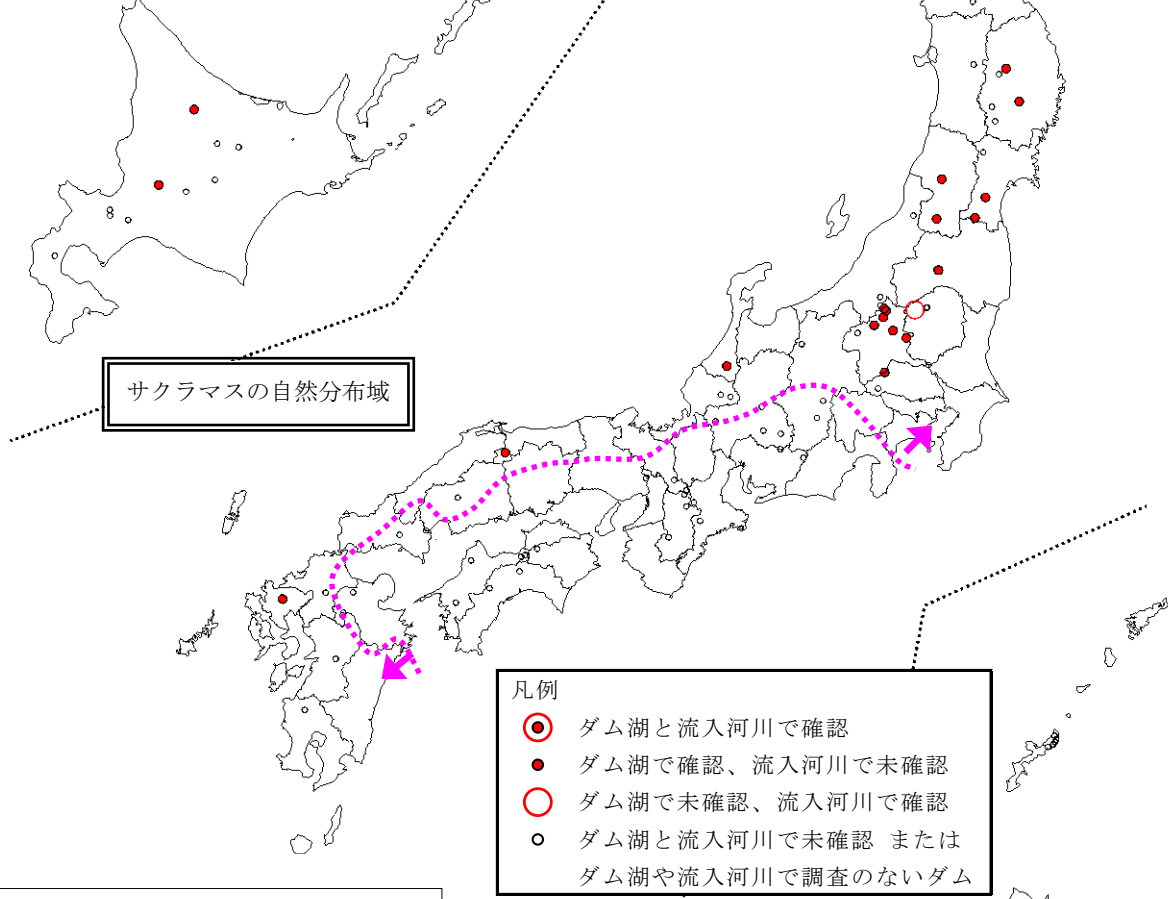 サクラマスの自然分布域
凡例
ダム湖と流入河川で確認
ダム湖で確認、流入河川で未確認
ダム湖で未確認、流入河川で確認
ダム湖と流入河川で未確認 または
ダム湖や流入河川で調査のないダム